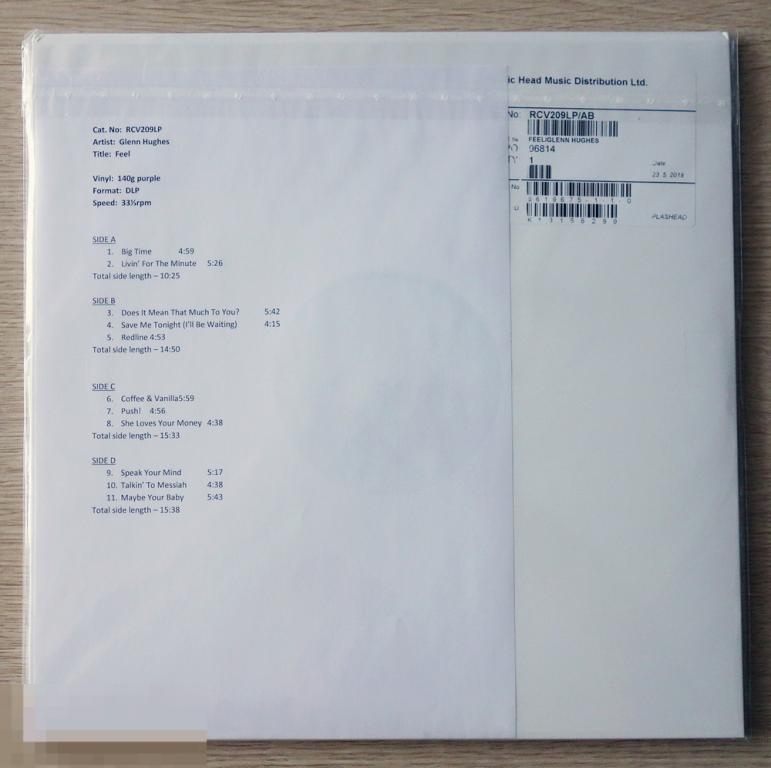 Cat. No: RCV209LP
Artist: Glenn Hughes
Title: Feel
Vinyl: 140g purple
Format: DLP
Speed: 33⅓rpm
SIDE A
1. Big Time 4:59
2. Livin' For The Minute 5:26
Total side length – 10:25
SIDE B
3. Does It Mean That Much To You? 5:42
4. Save Me Tonight (I'll Be Waiting) 4:15
5. Redline 4:53
Total side length – 14:50
SIDE C
6. Coffee & Vanilla5:59
7. Push! 4:56
8. She Loves Your Money 4:38
Total side length – 15:33
SIDE D
9. Speak Your Mind 5:17
10. Talkin' To Messiah 4:38
11. Maybe Your Baby 5:43
Total side length – 15:38
ic Head Music Distribution Ltd.
No: RCV209LP/AB
FEEL/GLENN HUGHES
96814
1
Date
23.5.2018
No
PLASHEAD